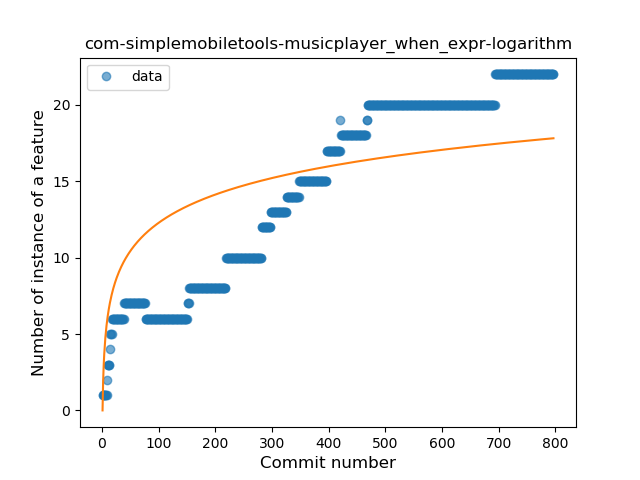 com-simplemobiletools-musicplayer_when_expr-logarithm
data
Number of instance of a feature
20
15
10
5
0
0 100 200 300 400 500 600 700 800
Commit number